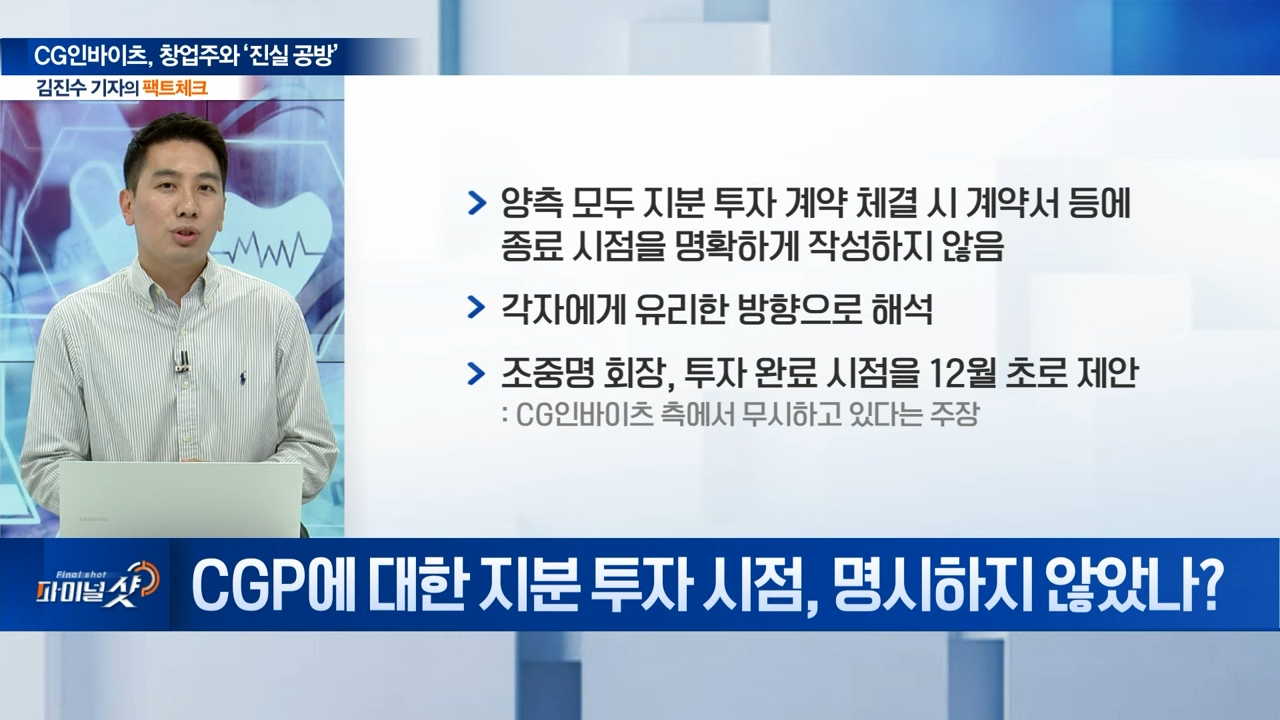 CG인바이츠, 창업주와 ‘진실 공방’
김진수 기자의 팩트체크
> 양측 모두 지분 투자 계약 체결 시 계약서 등에
종료 시점을 명확하게 작성하지 않음
> 각자에게 유리한 방향으로 해석
> 조중명 회장, 투자 완료 시점을 12월 초로 제안
: CG인바이츠 측에서 무시하고 있다는 주장
SAMSUNG
Final shot
파이널샷
CGP에 대한 지분 투자 시점, 명시하지 않았나?